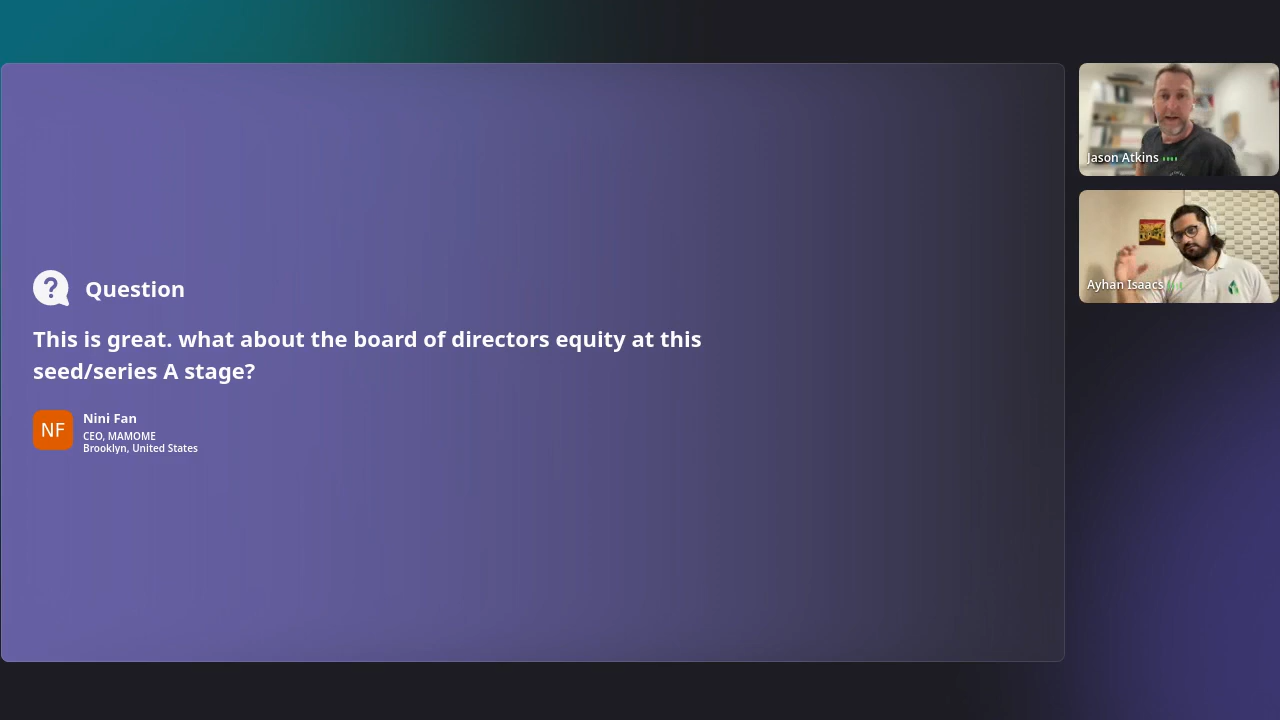 Question
This is great. what about the board of directors equity at this
seed/series A stage?
NF
Nini Fan
CEO, MAMOME
Brooklyn, United States
Jason Atkins
Ayhan Isaacs